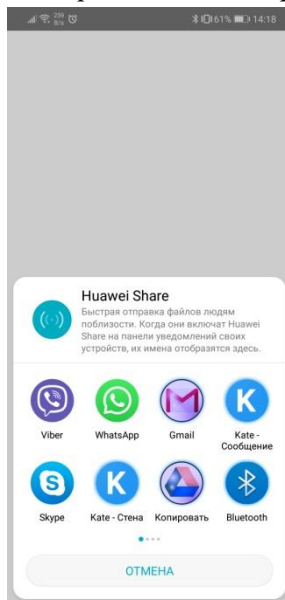 259 B/s 61% 14:18
Huawei Share
Быстрая отправка файлов людям
поблизости. Когда они включат Huawei
Share на панели уведомлений своих
устройств, их имена отобразятся здесь.
Viber WhatsApp Gmail Kate -
Сообщение
Skype Kate - Стена Копировать Bluetooth
ОТМЕНА